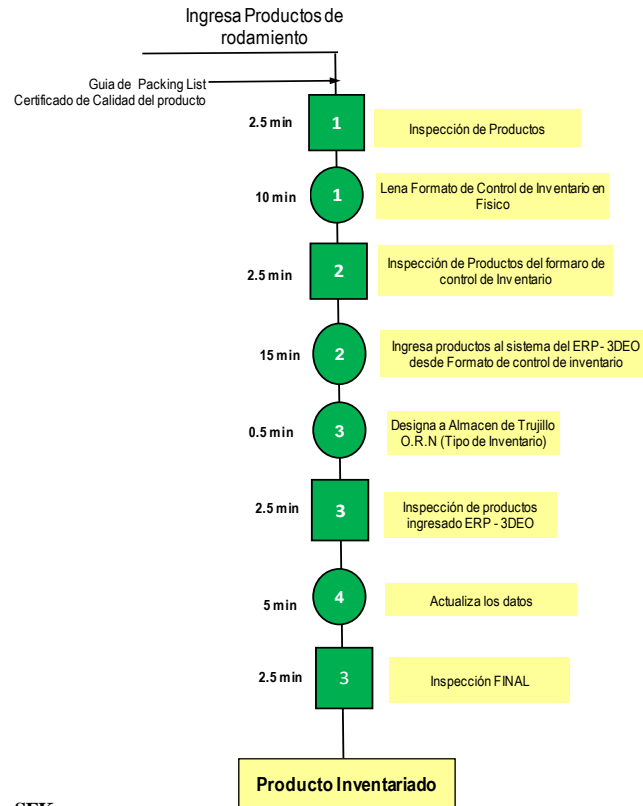 Ingresa Productos de
rodamiento
Guia de Packing List
Certificado de Calidad del producto
2.5 min
1
Inspección de Productos
10 min
1
Lena Formato de Control de Inventario en
Fisico
2.5 min
2
Inspección de Productos del formaro de
control de Inventario
15 min
2
Ingresa productos al sistema del ERP - 3DEO
desde Formato de control de inventario
0.5 min
3
Designa a Almacen de Trujillo
O.R.N (Tipo de Inventario)
2.5 min
3
Inspección de productos
ingresado ERP - 3DEO
5 min
4
Actualiza los datos
2.5 min
3
Inspección FINAL
Producto Inventariado